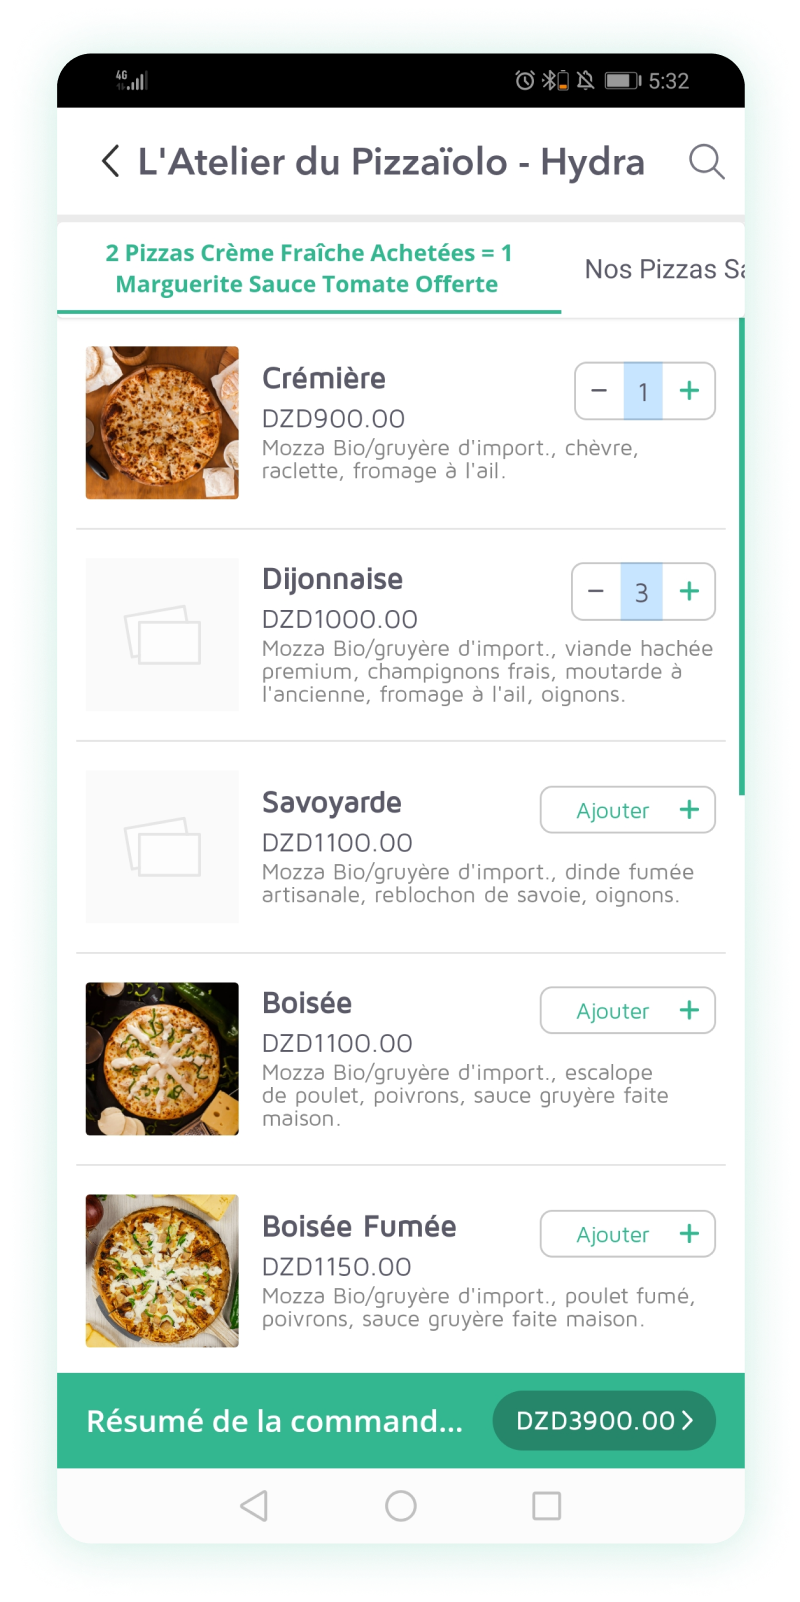 4G
5:32
L'Atelier du Pizzaïolo - Hydra
2 Pizzas Crème Fraîche Achetées = 1
Marguerite Sauce Tomate Offerte
Nos Pizzas Sa
Crémière
− 1 +
DZD900.00
Mozza Bio/gruyère d'import., chèvre,
raclette, fromage à l'ail.
Dijonnaise
− 3 +
DZD1000.00
Mozza Bio/gruyère d'import., viande hachée
premium, champignons frais, moutarde à
l'ancienne, fromage à l'ail, oignons.
Savoyarde
Ajouter +
DZD1100.00
Mozza Bio/gruyère d'import., dinde fumée
artisanale, reblochon de savoie, oignons.
Boisée
Ajouter +
DZD1100.00
Mozza Bio/gruyère d'import., escalope
de poulet, poivrons, sauce gruyère faite
maison.
Boisée Fumée
Ajouter +
DZD1150.00
Mozza Bio/gruyère d'import., poulet fumé,
poivrons, sauce gruyère faite maison.
Résumé de la command... DZD3900.00